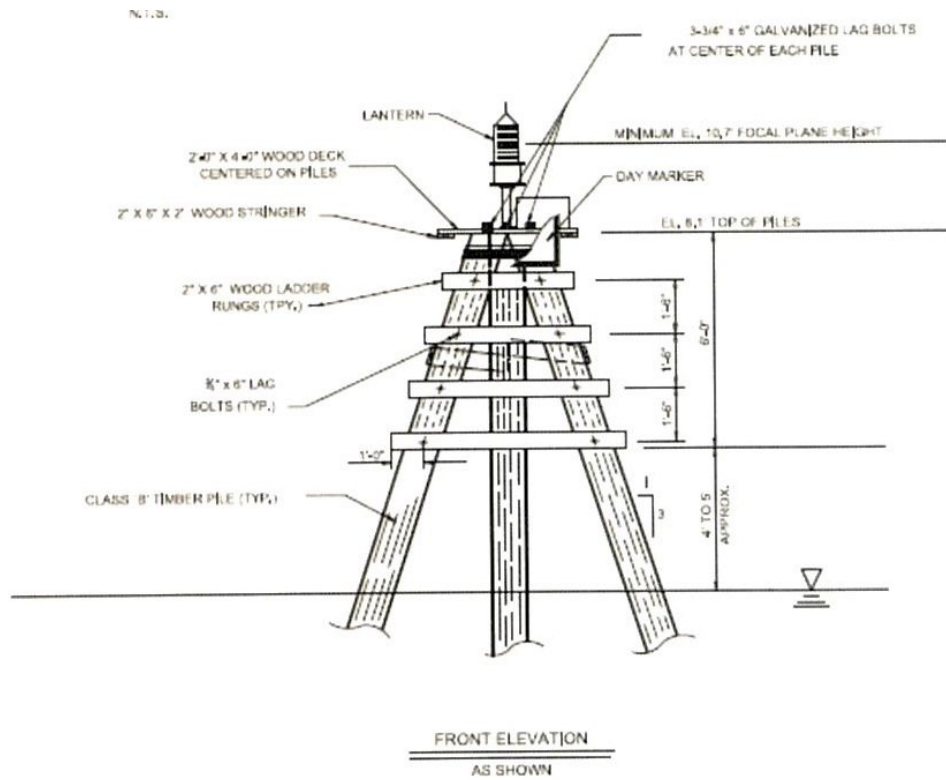 N.T.S.
3-3/4" x 6" GALVANIZED LAG BOLTS
AT CENTER OF EACH PILE
LANTERN
MINIMUM EL. 10.7' FOCAL PLANE HEIGHT
2'-0" X 4'-0" WOOD DECK
CENTERED ON PILES
DAY MARKER
2" X 6" X 2' WOOD STRINGER
EL. 8.1 TOP OF PILES
2" X 6" WOOD LADDER
RUNGS (TPY.)
1'-6"
6'-0"
1'-6"
x 6" LAG
BOLTS (TYP.)
1'-6"
1'-0"
CLASS 'B' TIMBER PILE (TYP.)
1
3
4' TO 5
APPROX.
FRONT ELEVATION
AS SHOWN